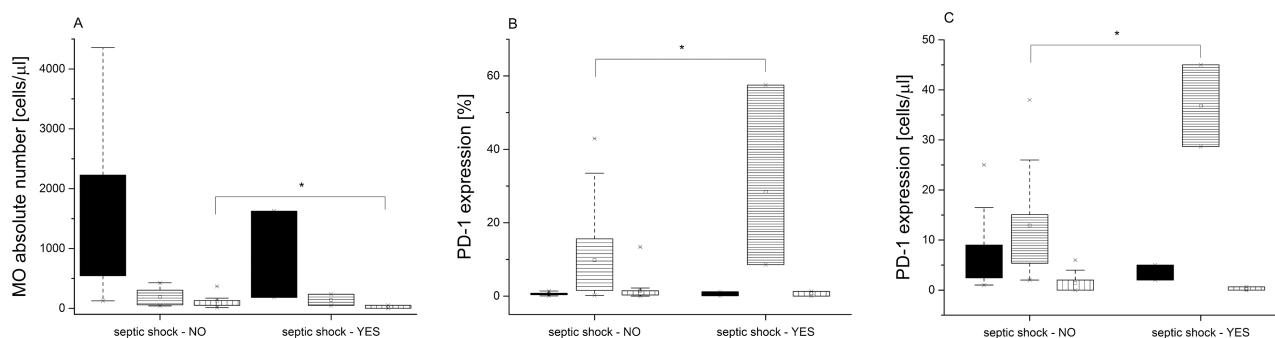 A
MO absolute number [cells/µl]
4000
3000
2000
1000
0
*
septic shock - NO
septic shock - YES
B
PD-1 expression [%]
60
40
20
0
*
septic shock - NO
septic shock - YES
C
PD-1 expression [cells/µl]
50
40
30
20
10
0
*
septic shock - NO
septic shock - YES